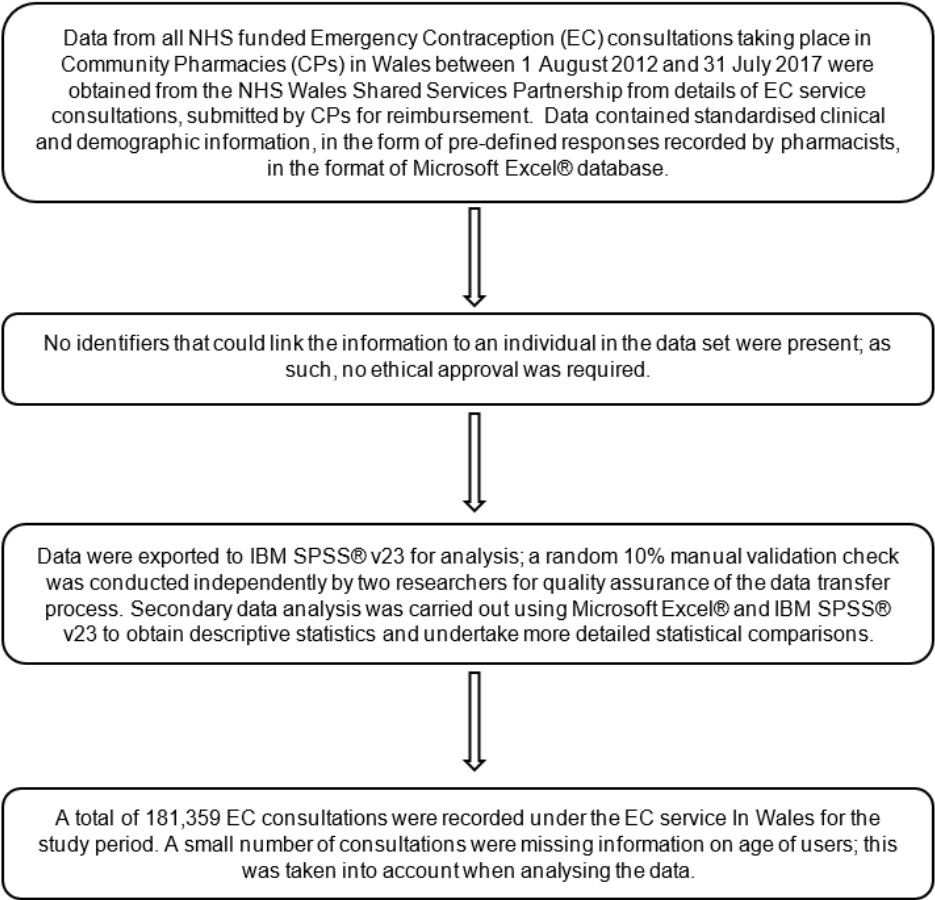 Data from all NHS funded Emergency Contraception (EC) consultations taking place in
Community Pharmacies (CPs) in Wales between 1 August 2012 and 31 July 2017 were
obtained from the NHS Wales Shared Services Partnership from details of EC service
consultations, submitted by CPs for reimbursement. Data contained standardised clinical
and demographic information, in the form of pre-defined responses recorded by pharmacists,
in the format of Microsoft Excel® database.
No identifiers that could link the information to an individual in the data set were present; as
such, no ethical approval was required.
Data were exported to IBM SPSS® v23 for analysis; a random 10% manual validation check
was conducted independently by two researchers for quality assurance of the data transfer
process. Secondary data analysis was carried out using Microsoft Excel® and IBM SPSS®
v23 to obtain descriptive statistics and undertake more detailed statistical comparisons.
A total of 181,359 EC consultations were recorded under the EC service In Wales for the
study period. A small number of consultations were missing information on age of users; this
was taken into account when analysing the data.